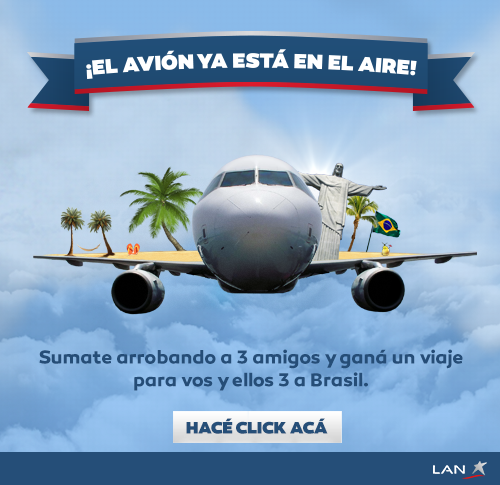 ¡EL AVIÓN YA ESTÁ EN EL AIRE!
Sumate arrobando a 3 amigos y ganá un viaje
para vos y ellos 3 a Brasil.
HACÉ CLICK ACÁ
LAN